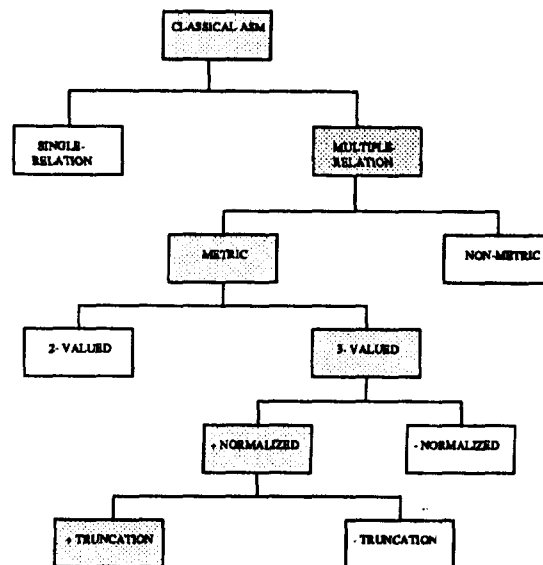 CLASSICAL ASM
SINGLE-
RELATION
MULTIPLE-
RELATION
METRIC
NON-METRIC
2- VALUED
3- VALUED
+ NORMALIZED
- NORMALIZED
+ TRUNCATION
- TRUNCATION